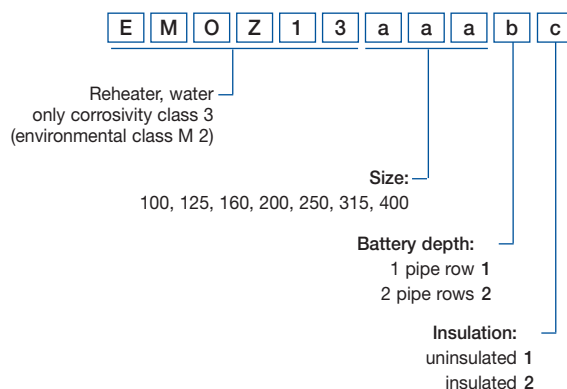 E M O Z 1 3 a a a b c
Reheater, water
only corrosivity class 3
(environmental class M 2)
Size:
100, 125, 160, 200, 250, 315, 400
Battery depth:
1 pipe row 1
2 pipe rows 2
Insulation:
uninsulated 1
insulated 2